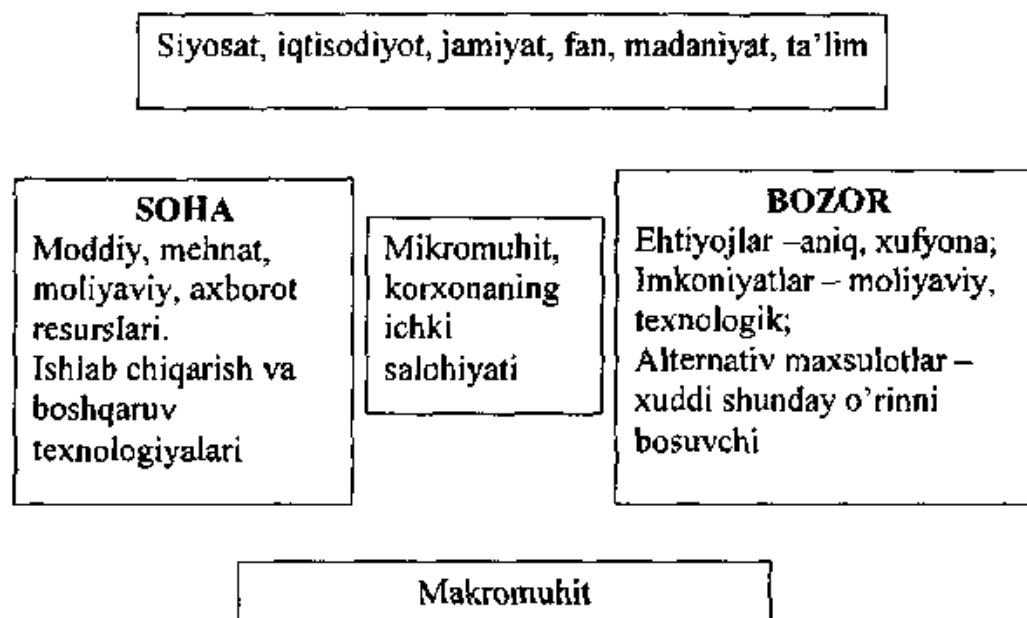 Siyosat, iqtisodiyot, jamiyat, fan, madaniyat, ta’lim
SOHA
Moddiy, mehnat,
moliyaviy, axborot
resurslari.
Ishlab chiqarish va
boshqaruv
texnologiyalari
Mikromuhit,
korxonaning
ichki
salohiyati
BOZOR
Ehtiyojlar –aniq, xufyona;
Imkoniyatlar – moliyaviy,
texnologik;
Alternativ maxsulotlar –
xuddi shunday o’rinni
bosuvchi
Makromuhit